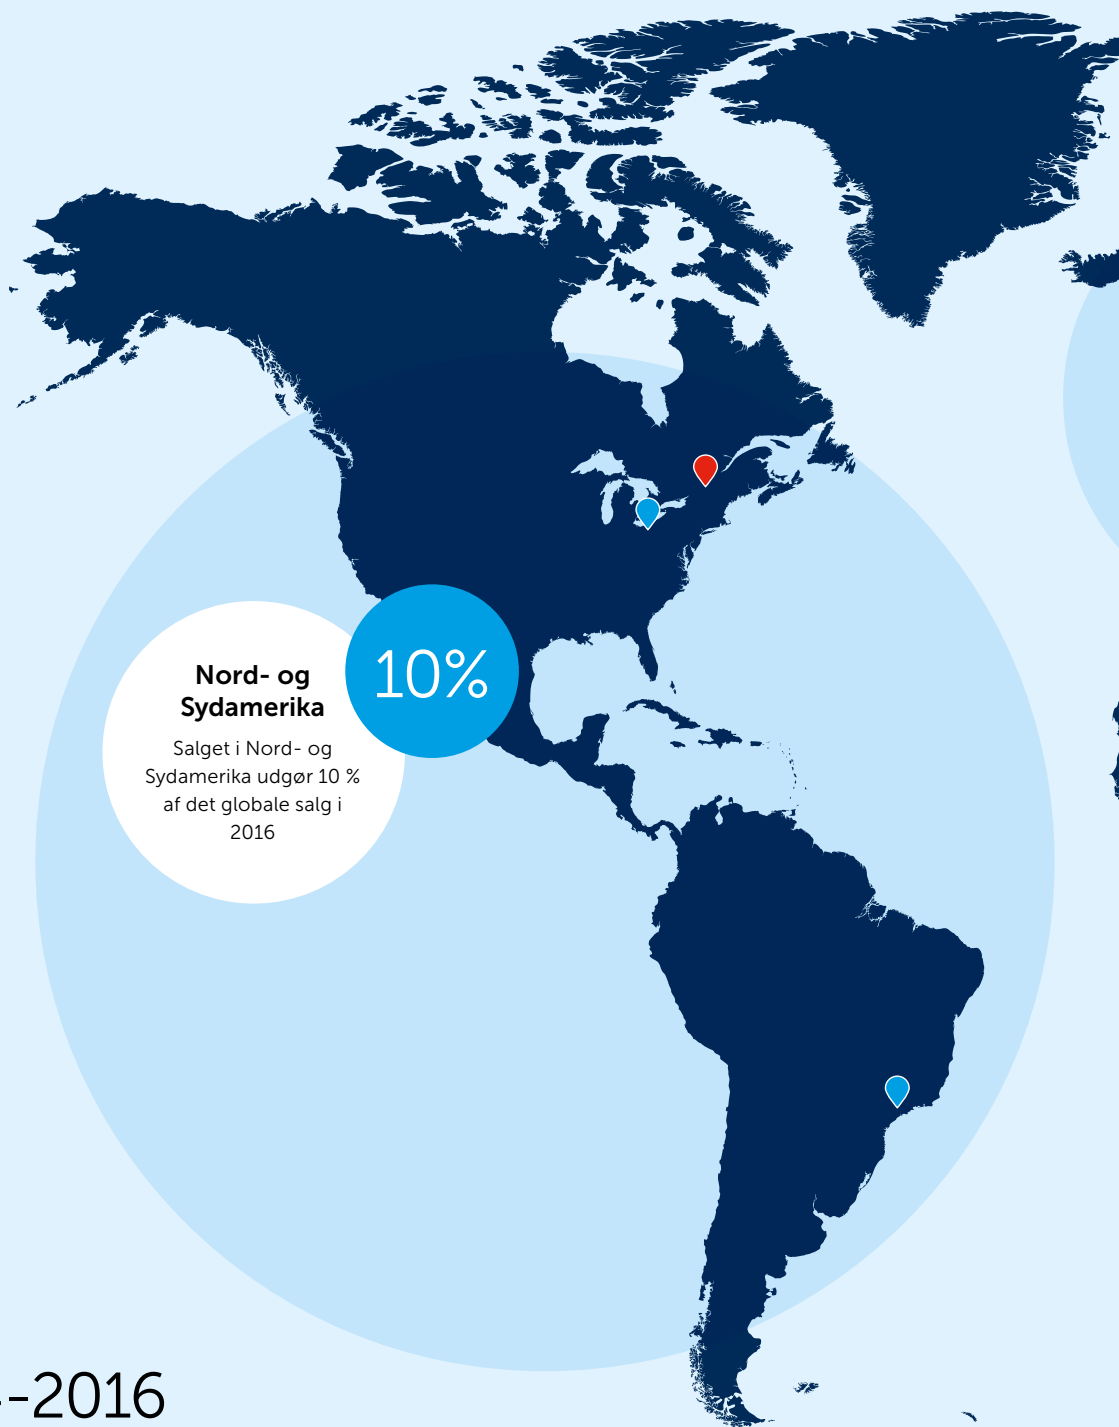 Nord- og
Sydamerika
10%
Salget i Nord- og
Sydamerika udgør 10 %
af det globale salg i
2016
-2016